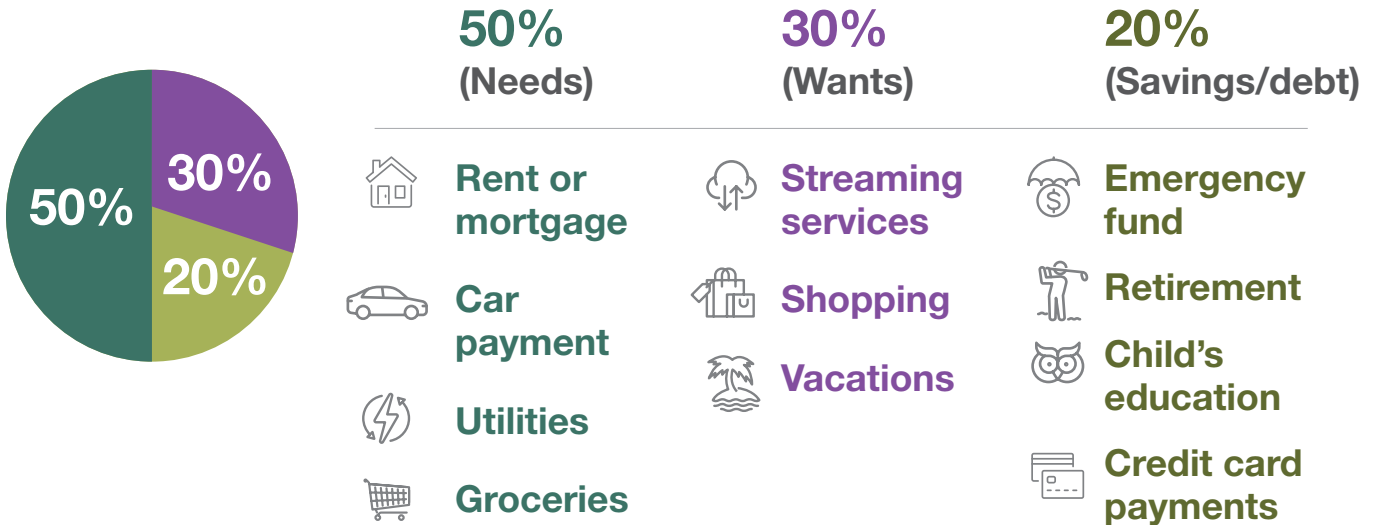 50%
30%
20%
50%
(Needs)
Rent or
mortgage
Car
payment
Utilities
Groceries
30%
(Wants)
Streaming
services
Shopping
Vacations
20%
(Savings/debt)
Emergency
fund
Retirement
Child's
education
Credit card
payments